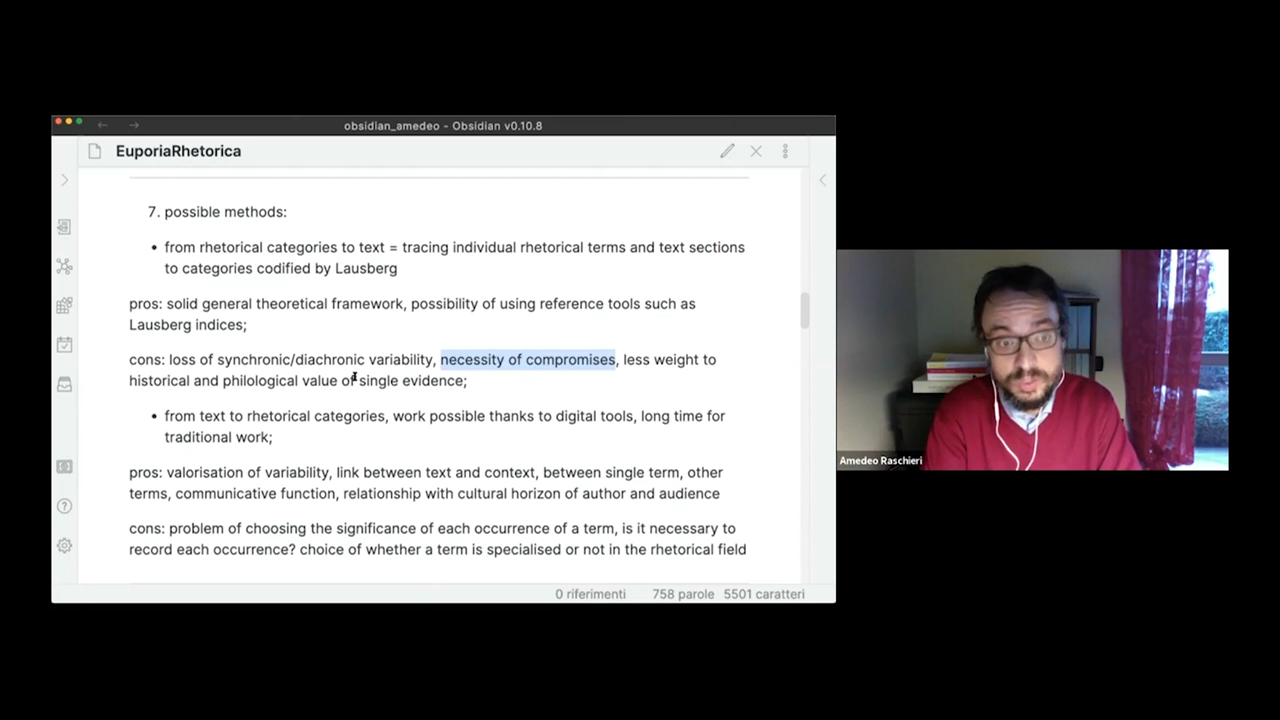 obsidian_amedeo - Obsidian v0.10.8
EuporiaRhetorica
7. possible methods:
• from rhetorical categories to text = tracing individual rhetorical terms and text sections
to categories codified by Lausberg
pros: solid general theoretical framework, possibility of using reference tools such as
Lausberg indices;
cons: loss of synchronic/diachronic variability, necessity of compromises, less weight to
historical and philological value of single evidence;
• from text to rhetorical categories, work possible thanks to digital tools, long time for
traditional work;
pros: valorisation of variability, link between text and context, between single term, other
terms, communicative function, relationship with cultural horizon of author and audience
cons: problem of choosing the significance of each occurrence of a term, is it necessary to
record each occurrence? choice of whether a term is specialised or not in the rhetorical field
0 riferimenti 758 parole 5501 caratteri
Amedeo Raschieri